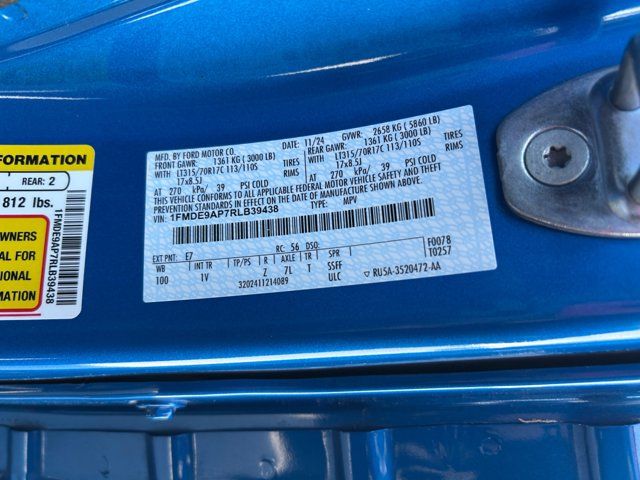 FORMATION
REAR: 2
812 lbs.
OWNERS
TO
SSIONAL
MATION
1FMDE9AP7RLB39438
MFD. BY FORD MOTOR CO.
DATE: 11/24 GVWR: 2658 KG ( 5860 LB)
FRONT GAWR: 1361 KG ( 3000 LB) REAR GAWR: 1361 KG ( 3000 LB)
WITH LT315/70R17C 113/110S TIRES WITH LT315/70R17C 113/110S TIRES
17x8.5J RIMS 17x8.5J RIMS
AT 270 kPa/ 39 PSI COLD AT 270 kPa/ 39 PSI COLD
THIS VEHICLE CONFORMS TO ALL APPLICABLE FEDERAL MOTOR VEHICLE SAFETY AND THEFT
PREVENTION STANDARDS IN EFFECT ON THE DATE OF MANUFACTURE SHOWN ABOVE.
VIN: 1FMDE9AP7RLB39438 TYPE: MPV
EXT PNT: E7 RC: 56 DSO: F0078
WB INT TR TP/PS R AXLE TR SPR T0257
100 1V Z 7L T SSFF
3202411214089 ULC ▽ RU5A-3520472-AA